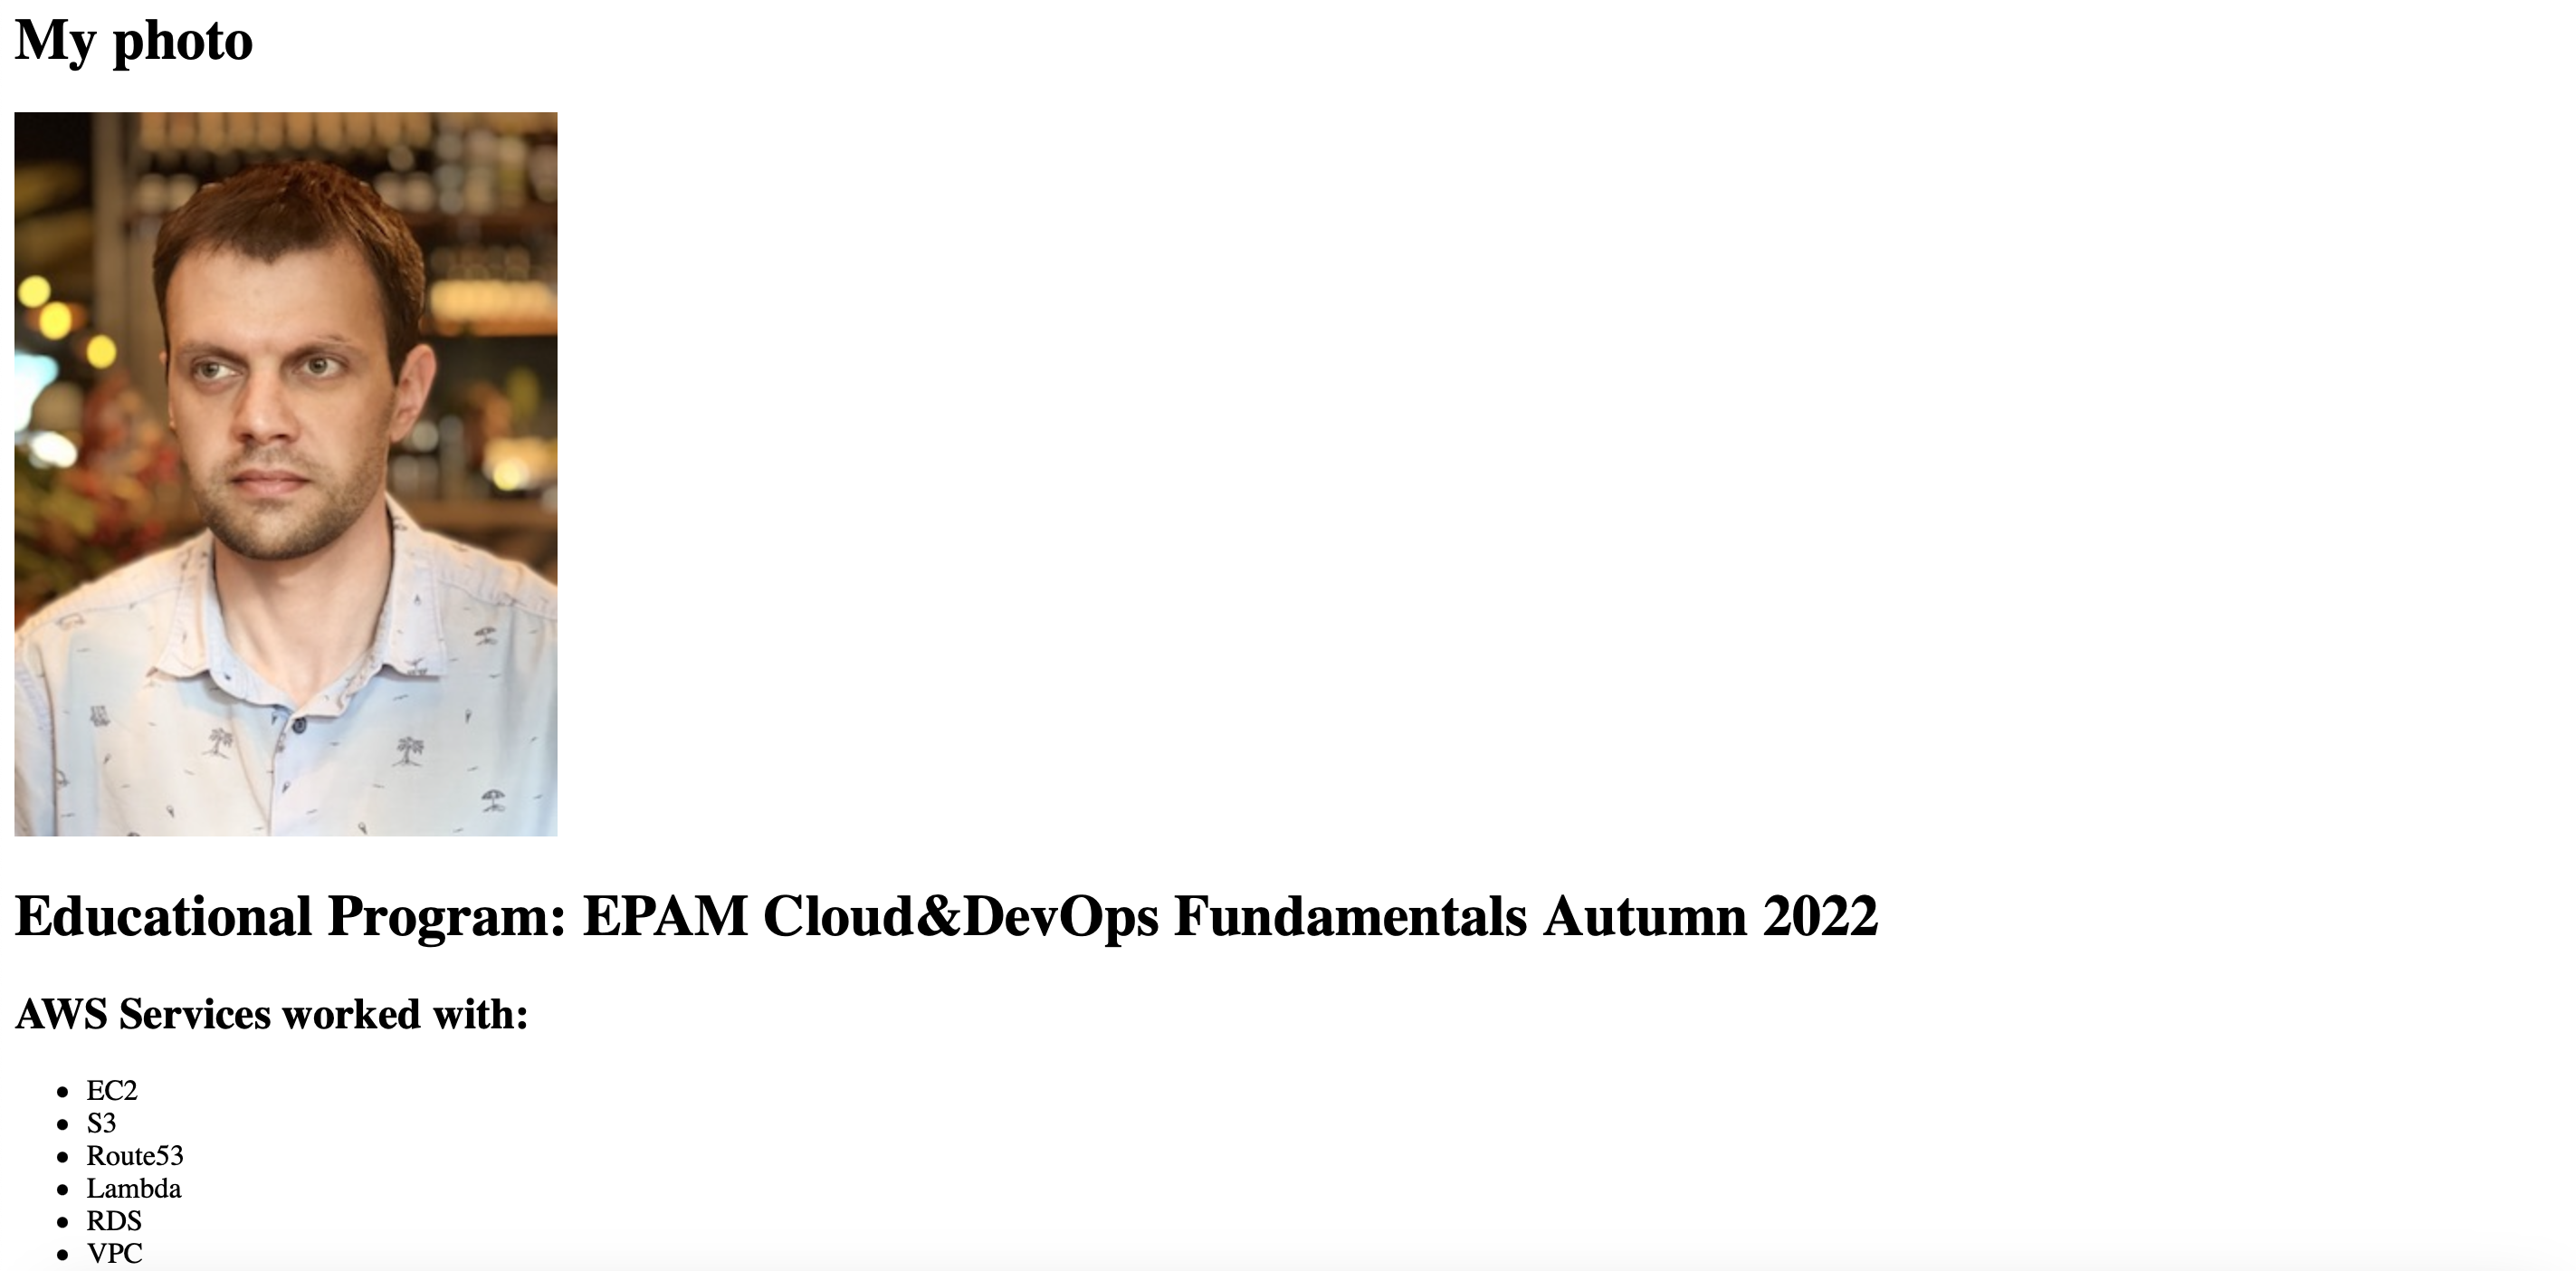 My photo
Educational Program: EPAM Cloud&DevOps Fundamentals Autumn 2022
AWS Services worked with:
• EC2
• S3
• Route53
• Lambda
• RDS
• VPC